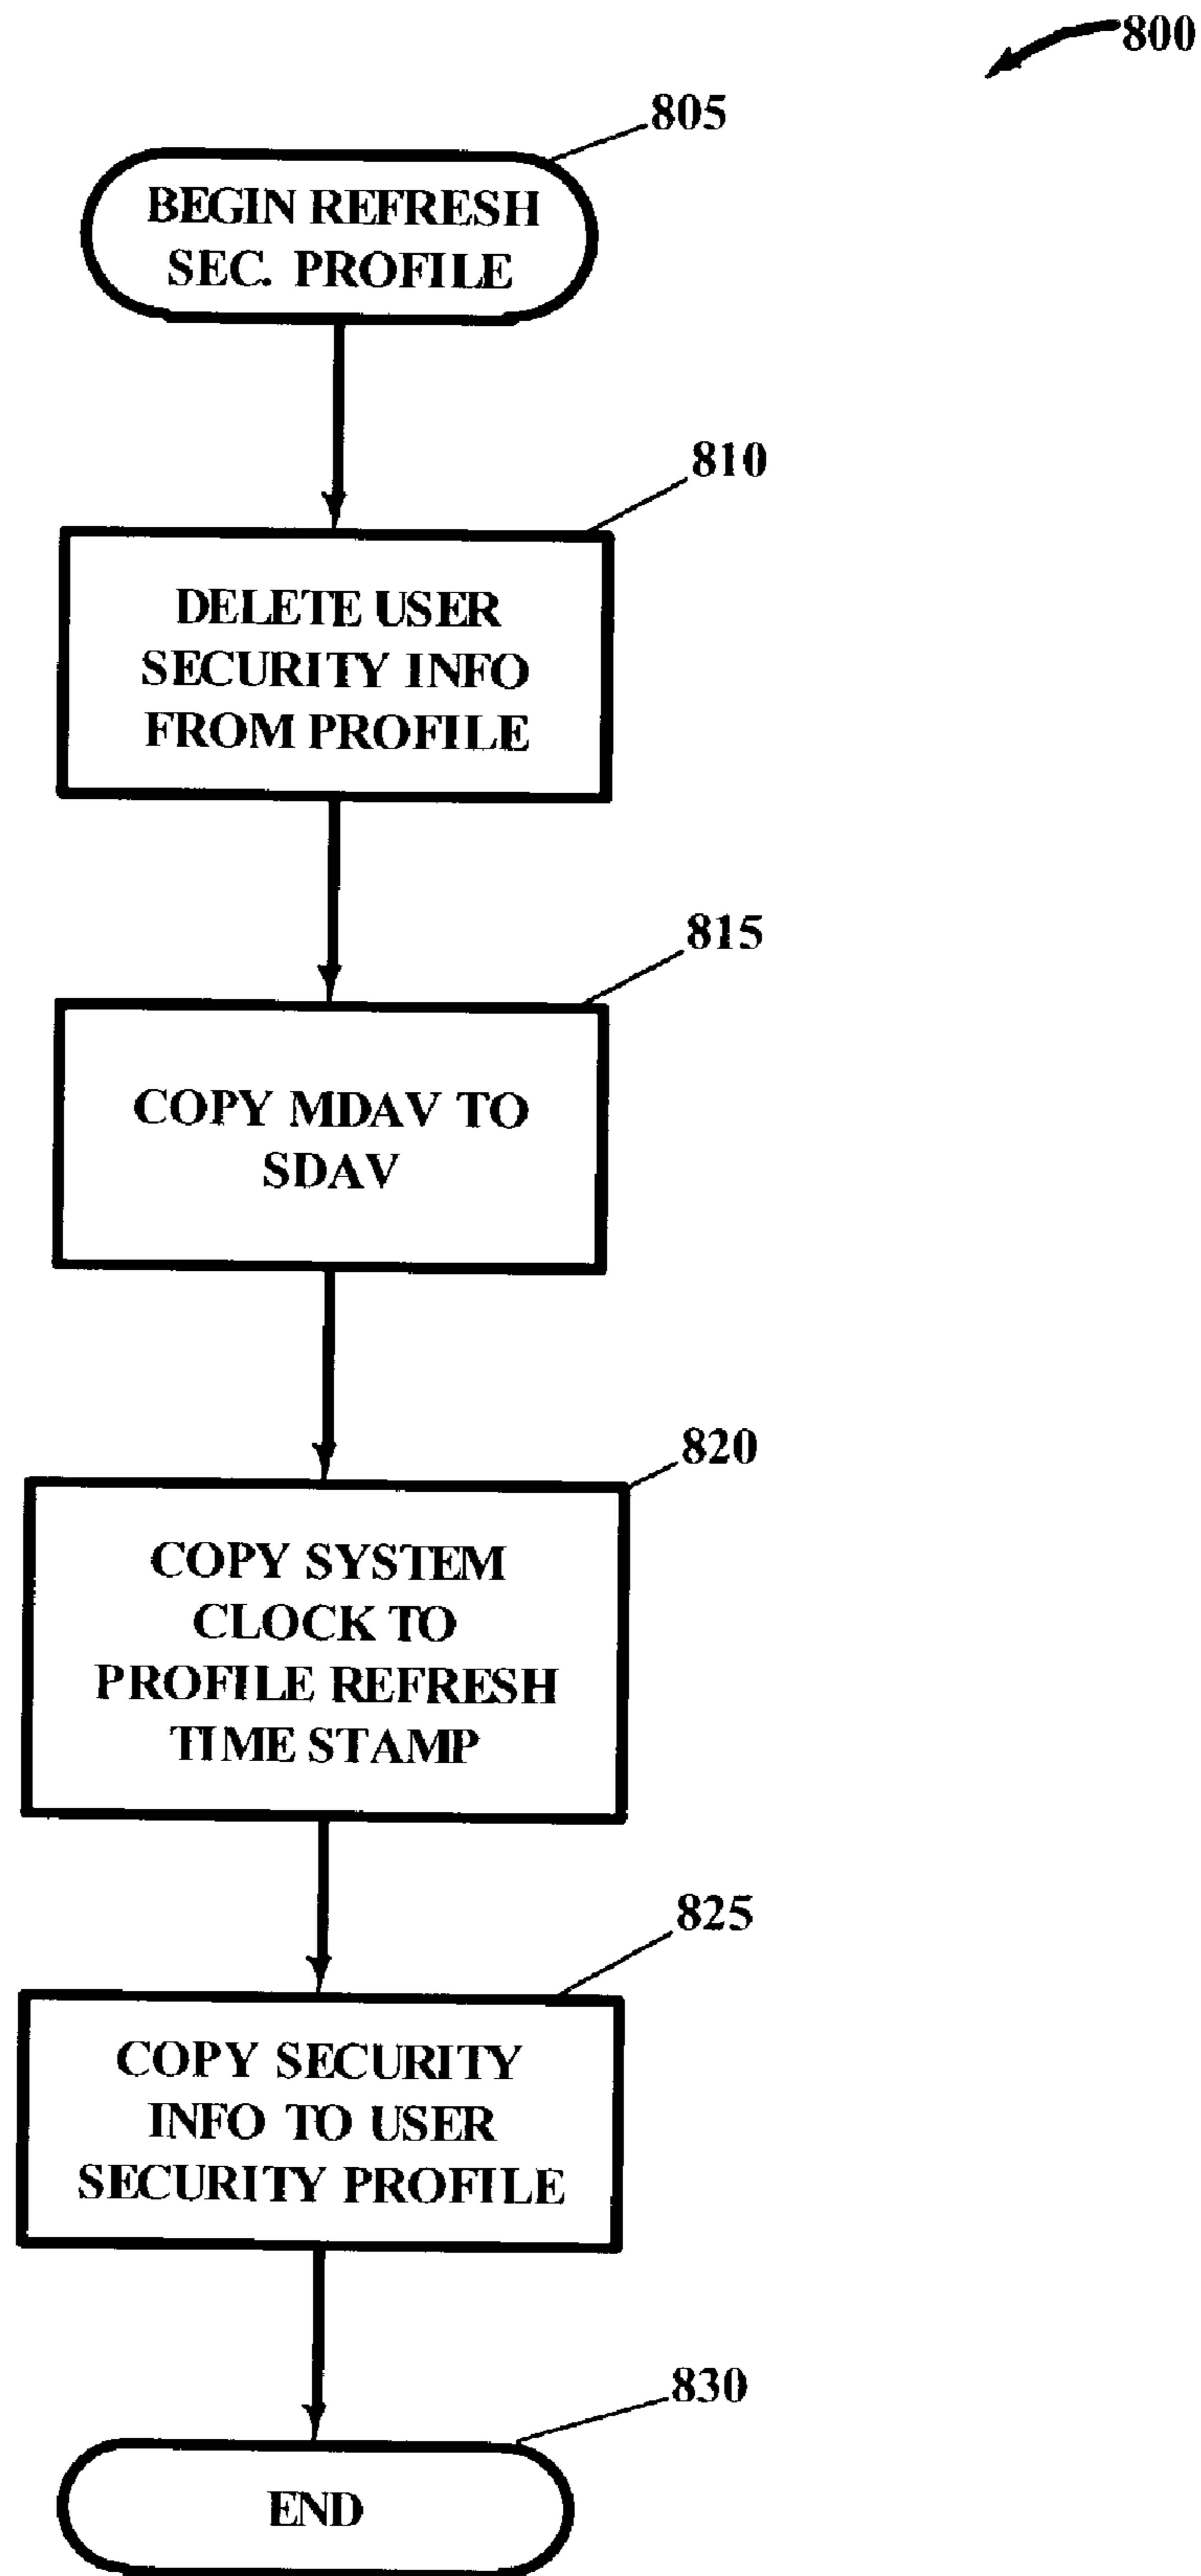 800
805
BEGIN REFRESH
SEC. PROFILE
810
DELETE USER
SECURITY INFO
FROM PROFILE
815
COPY MDAV TO
SDAV
820
COPY SYSTEM
CLOCK TO
PROFILE REFRESH
TIME STAMP
825
COPY SECURITY
INFO TO USER
SECURITY PROFILE
830
END